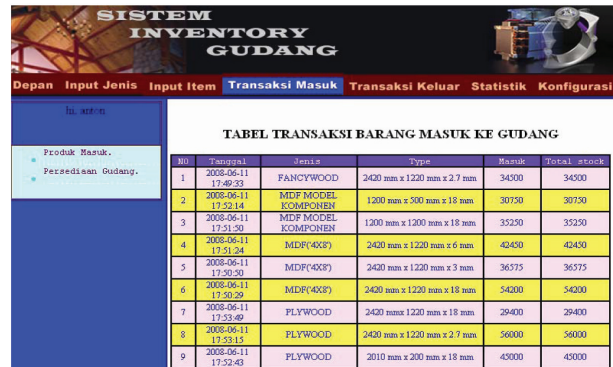 SISTEM
INVENTORY
GUDANG
Depan Input Jenis Input Item Transaksi Masuk Transaksi Keluar Statistik Konfigurasi
hi, anton
Produk Masuk.
Persediaan Gudang.
TABEL TRANSAKSI BARANG MASUK KE GUDANG
NO Tanggal Jenis Type Masuk Total stock
1 2008-06-11 17:49:33 FANCYWOOD 2420 mm x 1220 mm x 2.7 mm 34500 34500
2 2008-06-11 17:52:14 MDF MODEL KOMPONEN 1200 mm x 500 mm x 18 mm 30750 30750
3 2008-06-11 17:51:50 MDF MODEL KOMPONEN 1200 mm x 1200 mm x 18 mm 35250 35250
4 2008-06-11 17:51:24 MDF('4X8') 2420 mm x 1220 mm x 6 mm 42450 42450
5 2008-06-11 17:50:50 MDF('4X8') 2420 mm x 1220 mm x 3 mm 36575 36575
6 2008-06-11 17:50:29 MDF('4X8') 2420 mm x 1220 mm x 18 mm 54200 54200
7 2008-06-11 17:53:49 PLYWOOD 2420 mmx 1220 mm x 18 mm 29400 29400
8 2008-06-11 17:53:15 PLYWOOD 2420 mm x 1220 mm x 2.7 mm 56000 56000
9 2008-06-11 17:52:43 PLYWOOD 2010 mm x 200 mm x 18 mm 45000 45000